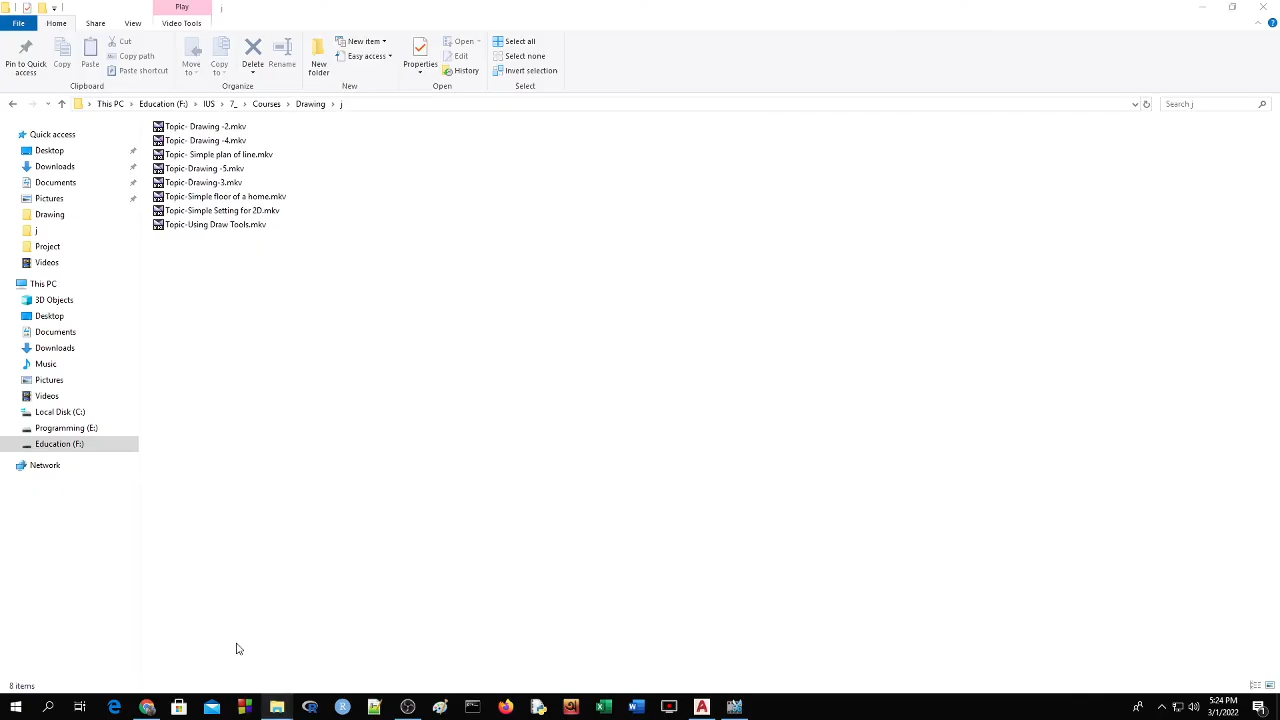 Play
j
File
Home
Share
View
Video Tools
Pin to Quick access
Copy
Paste
Cut
Copy path
Paste shortcut
Clipboard
Move to
Copy to
Delete
Rename
Organize
New folder
New item
Easy access
New
Properties
Open
Edit
History
Open
Select all
Select none
Invert selection
Select
This PC > Education (F:) > IUS > 7_ > Courses > Drawing > j
Search j
Quick access
Desktop
Downloads
Documents
Pictures
Drawing
j
Project
Videos
This PC
3D Objects
Desktop
Documents
Downloads
Music
Pictures
Videos
Local Disk (C:)
Programming (E:)
Education (F:)
Network
Topic- Drawing -2.mkv
Topic- Drawing -4.mkv
Topic- Simple plan of line.mkv
Topic-Drawing -5.mkv
Topic-Drawing-3.mkv
Topic-Simple floor of a home.mkv
Topic-Simple Setting for 2D.mkv
Topic-Using Draw Tools.mkv
8 items
5:24 PM
3/1/2022